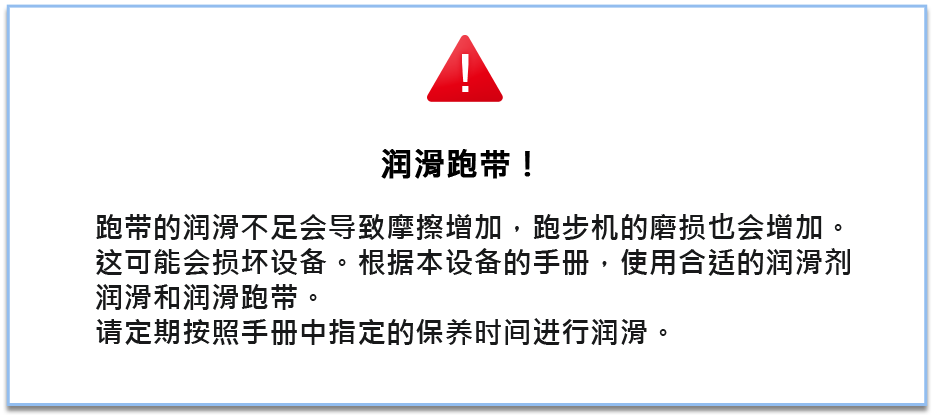 润滑跑带！
跑带的润滑不足会导致摩擦增加，跑步机的磨损也会增加。
这可能会损坏设备。根据本设备的手册，使用合适的润滑剂
润滑和润滑跑带。
请定期按照手册中指定的保养时间进行润滑。